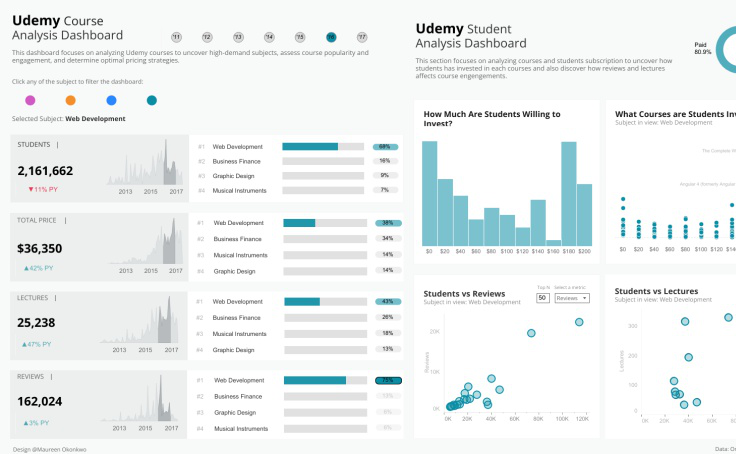 Udemy Course
Analysis Dashboard
'11 '12 '13 '14 '15 '16 '17
This dashboard focuses on analyzing Udemy courses to uncover high-demand subjects, assess course popularity and
engagement, and determine optimal pricing strategies.
Click any of the subject to filter the dashboard:
Selected Subject: Web Development
STUDENTS |
2,161,662
▼11% PY
2013 2015 2017
#1 Web Development 68%
#2 Business Finance 16%
#3 Graphic Design 9%
#4 Musical Instruments 7%
TOTAL PRICE |
$36,350
▲42% PY
2013 2015 2017
#1 Web Development 38%
#2 Business Finance 34%
#3 Musical Instruments 14%
#4 Graphic Design 14%
LECTURES |
25,238
▲47% PY
2013 2015 2017
#1 Web Development 43%
#2 Business Finance 26%
#3 Musical Instruments 18%
#4 Graphic Design 13%
REVIEWS |
162,024
▲3% PY
2013 2015 2017
#1 Web Development 75%
#2 Business Finance
#3 Graphic Design
#4 Musical Instruments
Design @Maureen Okonkwo
Udemy Student
Analysis Dashboard
This section focuses on analyzing courses and students subscription to uncover how
students has invested in each courses and also discover how reviews and lectures
affects course engengements.
Paid
80.9%
How Much Are Students Willing to
Invest?
$0 $20 $40 $60 $80 $100 $120 $140 $160 $180 $200
What Courses are Students Inv
Subject in view: Web Development
The Complete
Angular 4 (formerly Angular
$0 $20 $40 $60 $80 $100 $120 $14
Students vs Reviews
Subject in view: Web Development
Top N Select a metric:
50 Reviews
Reviews
20K
10K
0K
0K 20K 40K 60K 80K 100K 120K
Students vs Lectures
Subject in view: Web Development
Lectures
300
200
100
0
0K 20K 40K 60K
Data: